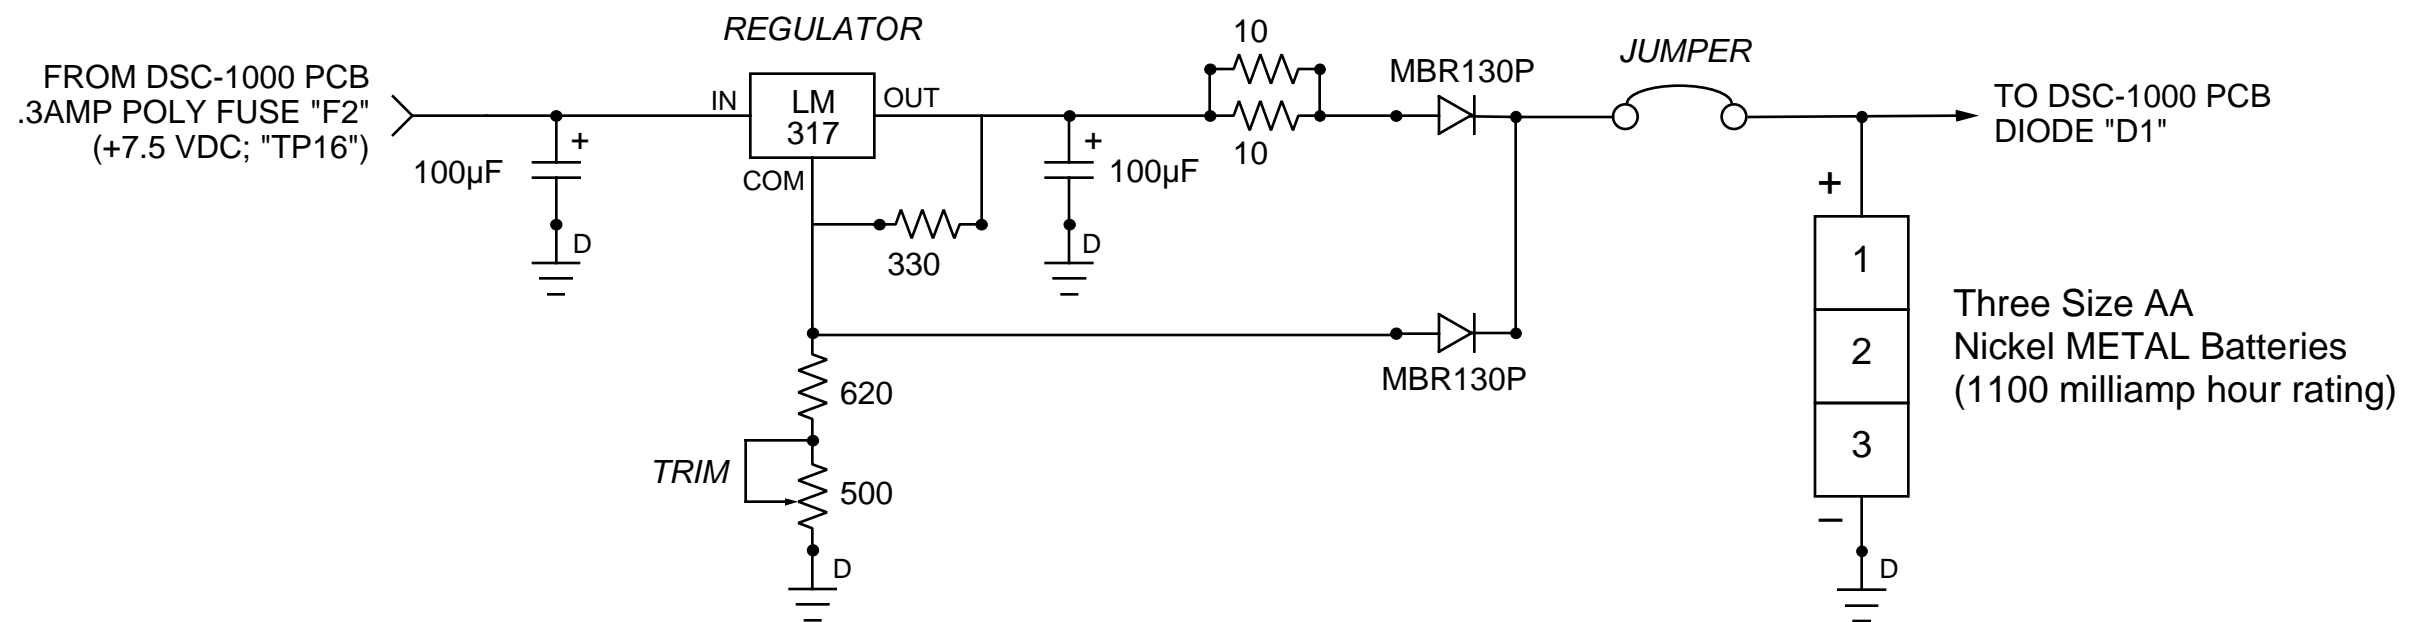 REGULATOR
FROM DSC-1000 PCB
.3AMP POLY FUSE "F2"
(+7.5 VDC; "TP16")
+
100µF
D
IN
LM
317
OUT
COM
330
+
100µF
D
10
10
MBR130P
JUMPER
TO DSC-1000 PCB
DIODE "D1"
MBR130P
620
TRIM
500
D
+
1
2
3
–
D
Three Size AA
Nickel METAL Batteries
(1100 milliamp hour rating)